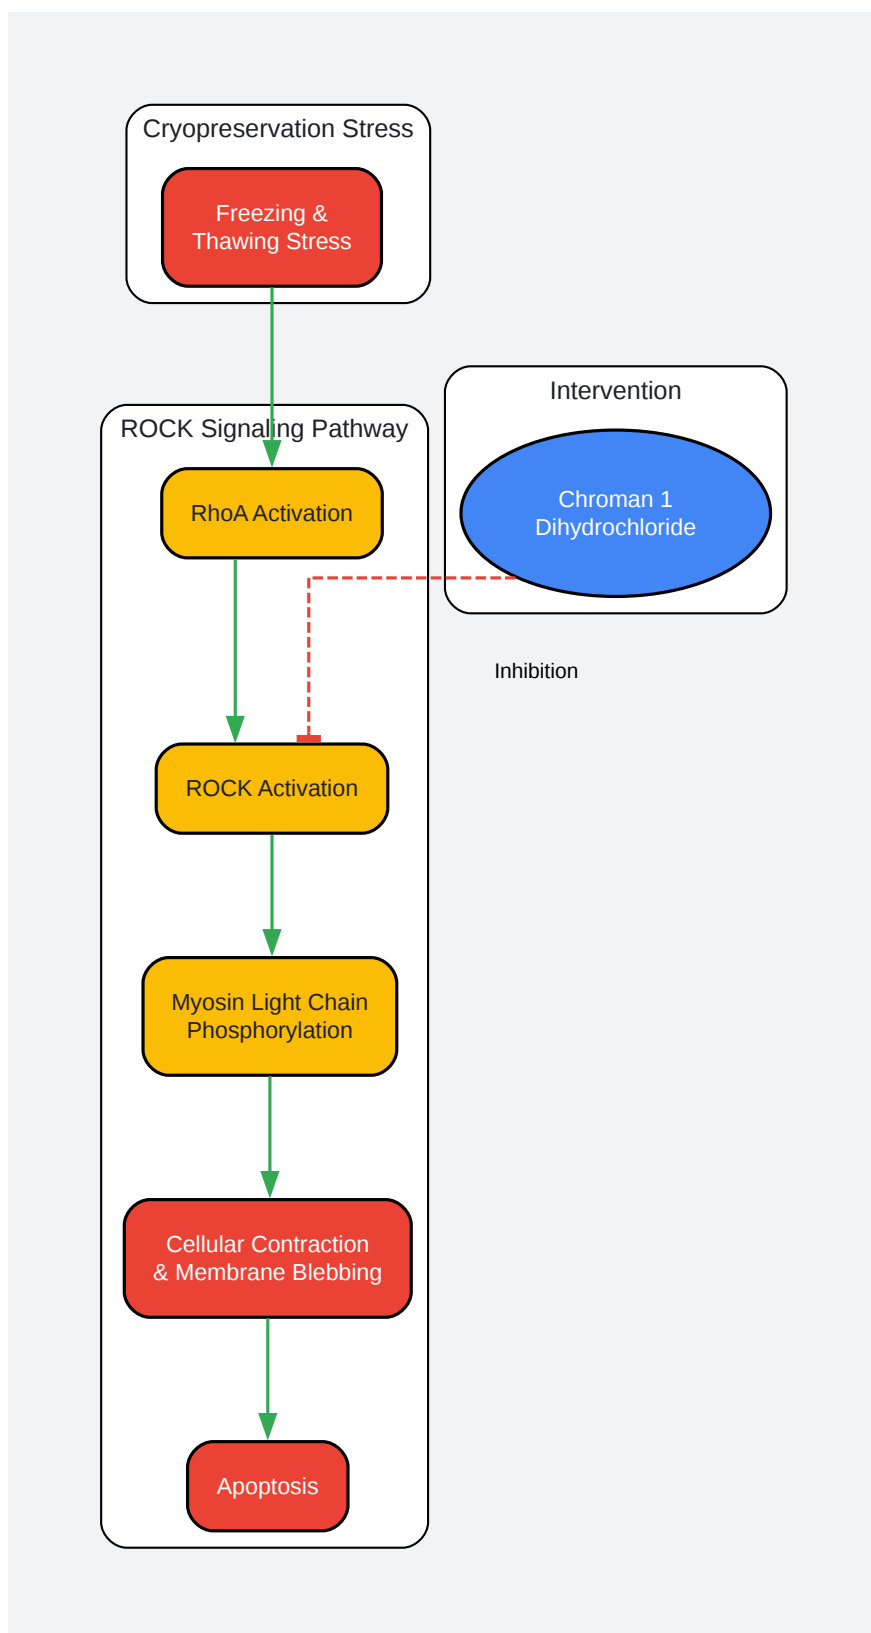 Cryopreservation Stress
Freezing &
Thawing Stress
Intervention
Chroman 1
Dihydrochloride
ROCK Signaling Pathway
RhoA Activation
Inhibition
ROCK Activation
Myosin Light Chain
Phosphorylation
Cellular Contraction
& Membrane Blebbing
Apoptosis